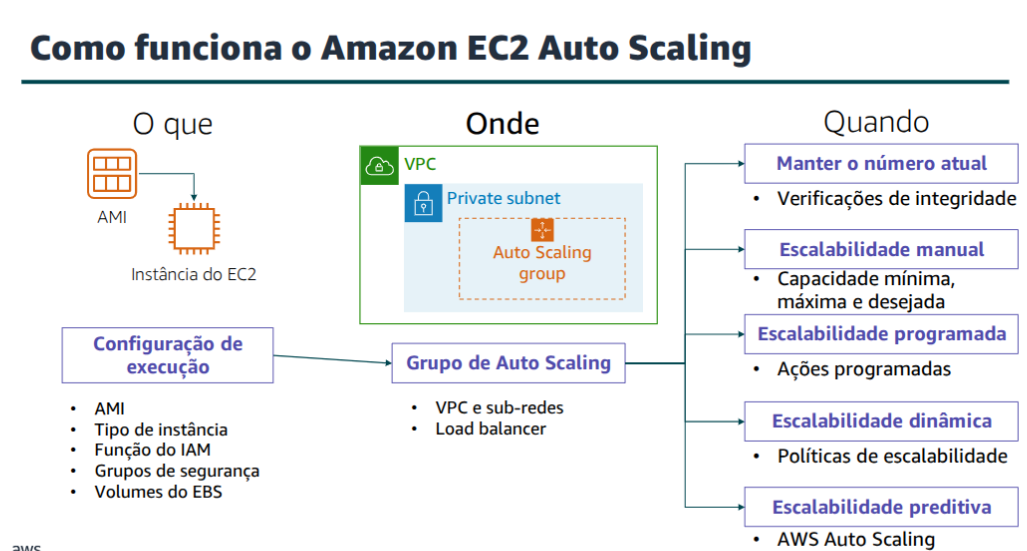 Como funciona o Amazon EC2 Auto Scaling
O que
AMI
Instância do EC2
Configuração de
execução
• AMI
• Tipo de instância
• Função do IAM
• Grupos de segurança
• Volumes do EBS
Onde
VPC
Private subnet
Auto Scaling
group
Grupo de Auto Scaling
• VPC e sub-redes
• Load balancer
Quando
Manter o número atual
• Verificações de integridade
Escalabilidade manual
• Capacidade mínima,
máxima e desejada
Escalabilidade programada
• Ações programadas
Escalabilidade dinâmica
• Políticas de escalabilidade
Escalabilidade preditiva
• AWS Auto Scaling
aws